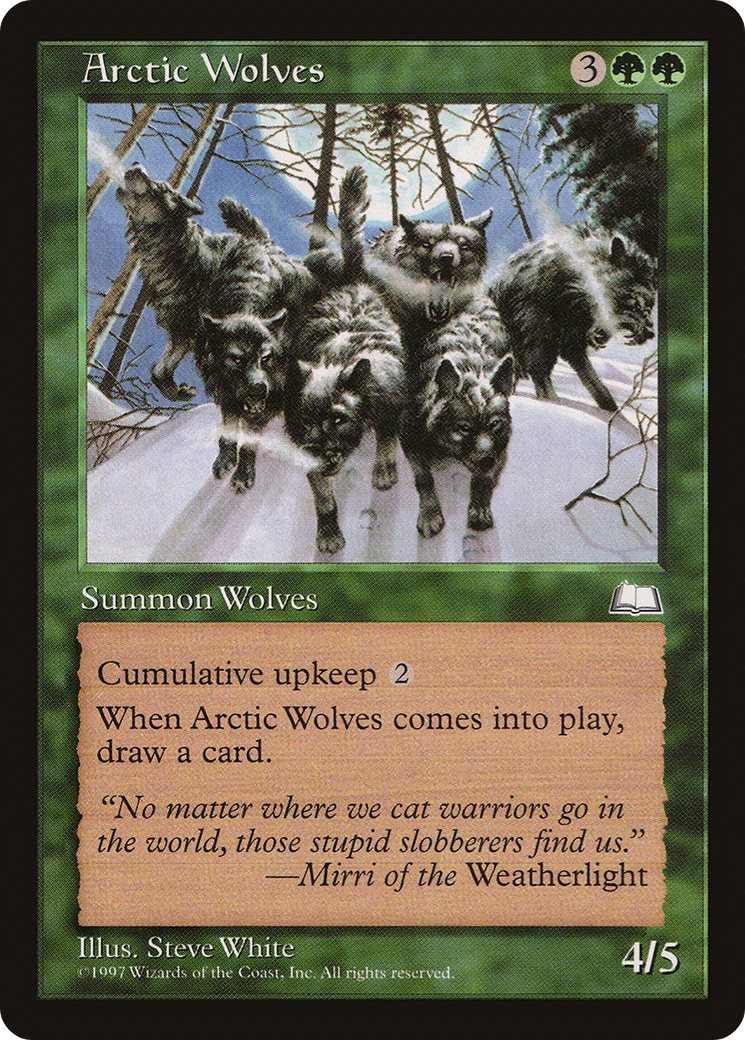 Arctic Wolves 3
Summon Wolves
Cumulative upkeep 2
When Arctic Wolves comes into play,
draw a card.
“No matter where we cat warriors go in
the world, those stupid slobberers find us.”
—Mirri of the Weatherlight
Illus. Steve White
4/5
©1997 Wizards of the Coast, Inc. All rights reserved.